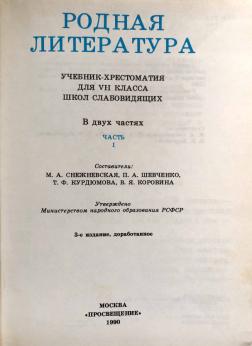 РОДНАЯ
ЛИТЕРАТУРА
УЧЕБНИК-ХРЕСТОМАТИЯ
ДЛЯ VII КЛАССА
ШКОЛ СЛАБОВИДЯЩИХ
В двух частях
ЧАСТЬ
I
Составители:
М. А. СНЕЖНЕВСКАЯ, П. А. ШЕВЧЕНКО,
Т. Ф. КУРДЮМОВА, В. Я. КОРОВИНА
Утверждено
Министерством народного образования РСФСР
3-е издание, доработанное
МОСКВА
«ПРОСВЕЩЕНИЕ»
1990